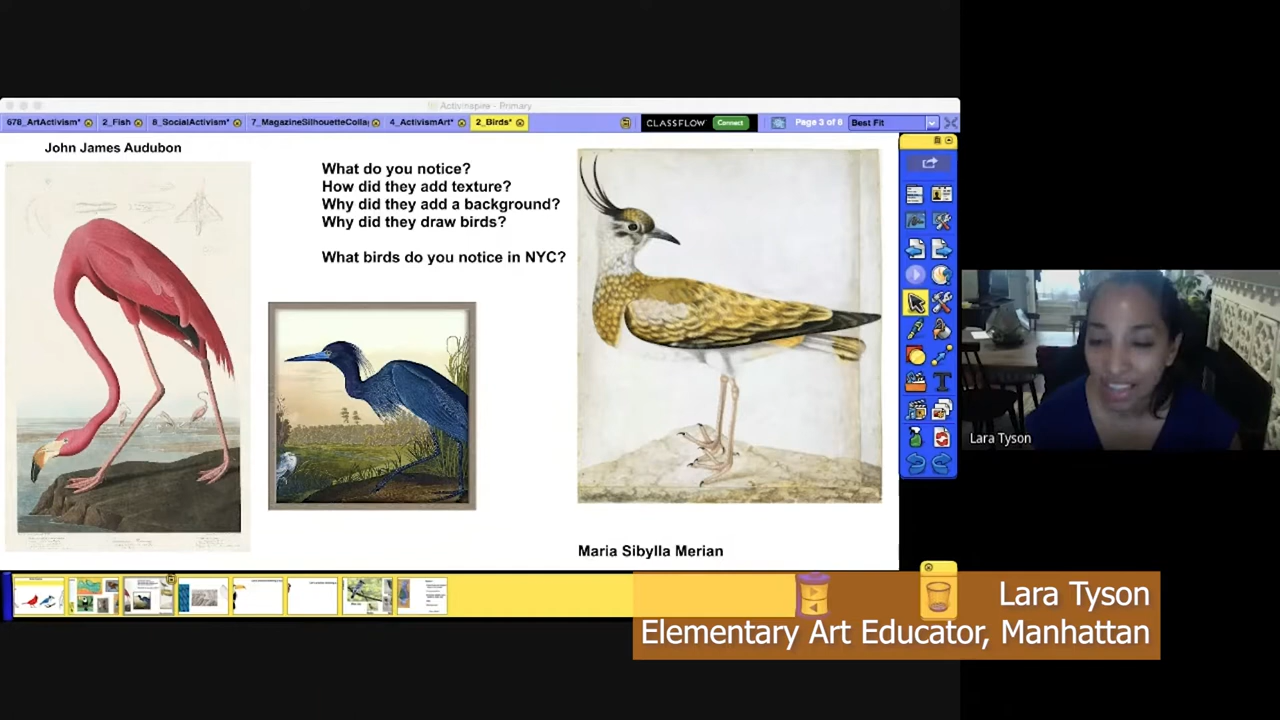 ActivInspire - Primary
678_ArtActivism*
2_Fish
8_SocialActivism*
7_MagazineSilhouetteColla
4_ActivismArt*
2_Birds*
CLASSFLOW
Connect
Page 3 of 8
Best Fit
John James Audubon
What do you notice?
How did they add texture?
Why did they add a background?
Why did they draw birds?
What birds do you notice in NYC?
Maria Sibylla Merian
Lara Tyson
Lara Tyson
Elementary Art Educator, Manhattan